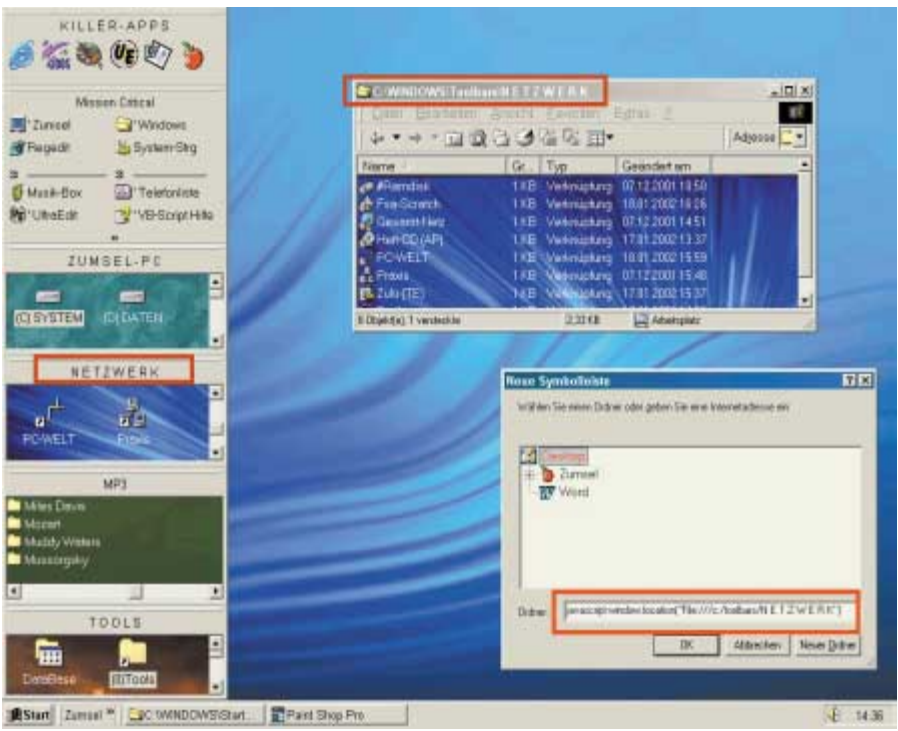 KILLER-APPS
Mission Critical
Zumsel
Windows
Regedit
System-Strg
Musik-Box
Telefonliste
UltraEdit
VB-Script Hilfe
ZUMSEL-PC
(C) SYSTEM
(D) DATEN
NETZWERK
PC-WELT
Praxis
MP3
Miles Davis
Mozart
Muddy Waters
Mussorgsky
TOOLS
DataBase
(II)Tools
C:\WINDOWS\Toolbars\N E T Z W E R K
Datei Bearbeiten Ansicht Favoriten Extras ?
Adresse
Name Gr... Typ Geändert am
#Ramdisk 1 KB Verknüpfung 07.12.2001 18:50
1 KB Verknüpfung 18.01.2002 18:26
Gesamt-Netz 1 KB Verknüpfung 07.12.2001 14:51
Heft-CD (AP) 1 KB Verknüpfung 17.01.2002 13:37
PC-WELT 1 KB Verknüpfung 18.01.2002 15:59
Praxis 1 KB Verknüpfung 07.12.2001 15:48
1 KB Verknüpfung 17.01.2002 15:37
8 Objekt(e), 1 versteckte 2,33 KB Arbeitsplatz
Neue Symbolleiste
Wählen Sie einen Ordner oder geben Sie eine Internetadresse ein
Desktop
Zumsel
Word
Ordner: javascript:window.location("file:///c:/toolbars/N E T Z W E R K")
OK Abbrechen Neuer Ordner
Start Zumsel C:\WINDOWS\Start... Paint Shop Pro 14:36